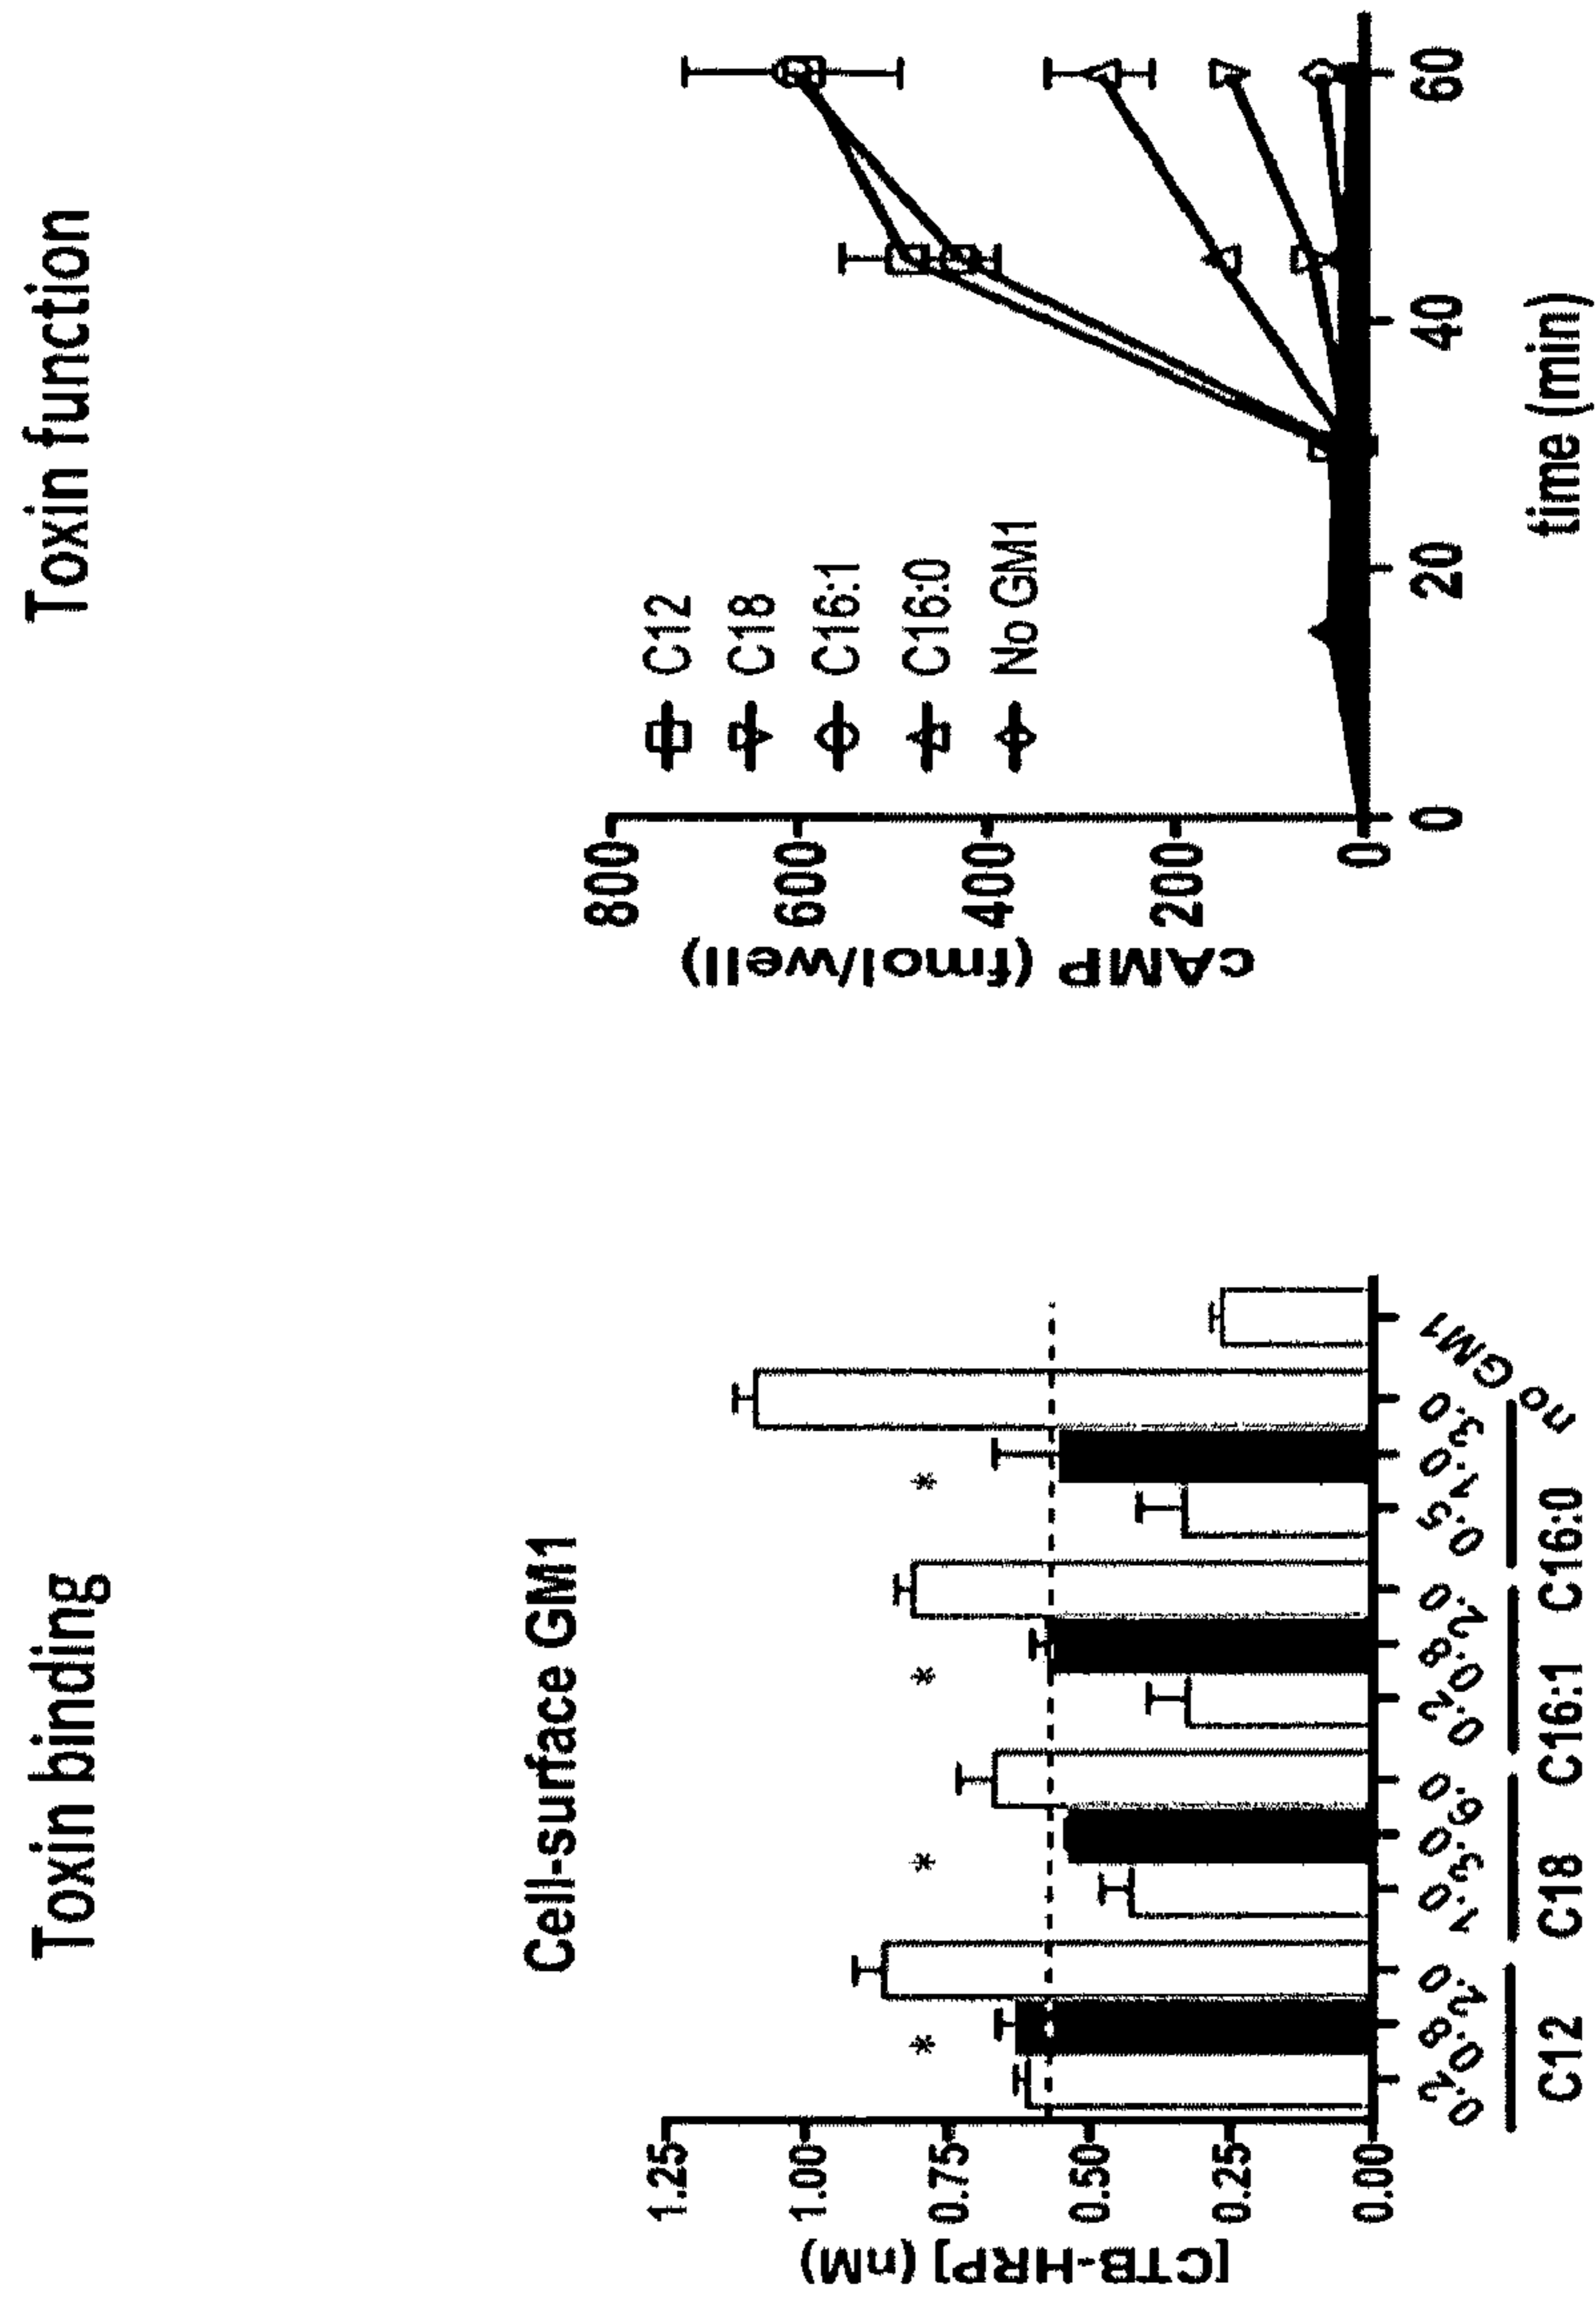 Toxin binding
Cell-surface GM1
[CTB-HRP] (nM)
1.25
1.00
0.75
0.50
0.25
0.00
0.2 0.8 2.0 1.0 3.0 6.0 0.2 0.8 2.0 0.5 1.0 3.0 no GM1
C12 C18 C16:1 C16:0
* * * *
Toxin function
cAMP (fmol/well)
800
600
400
200
0
C12
C18
C16:1
C16:0
No GM1
0 20 40 60
time (min)